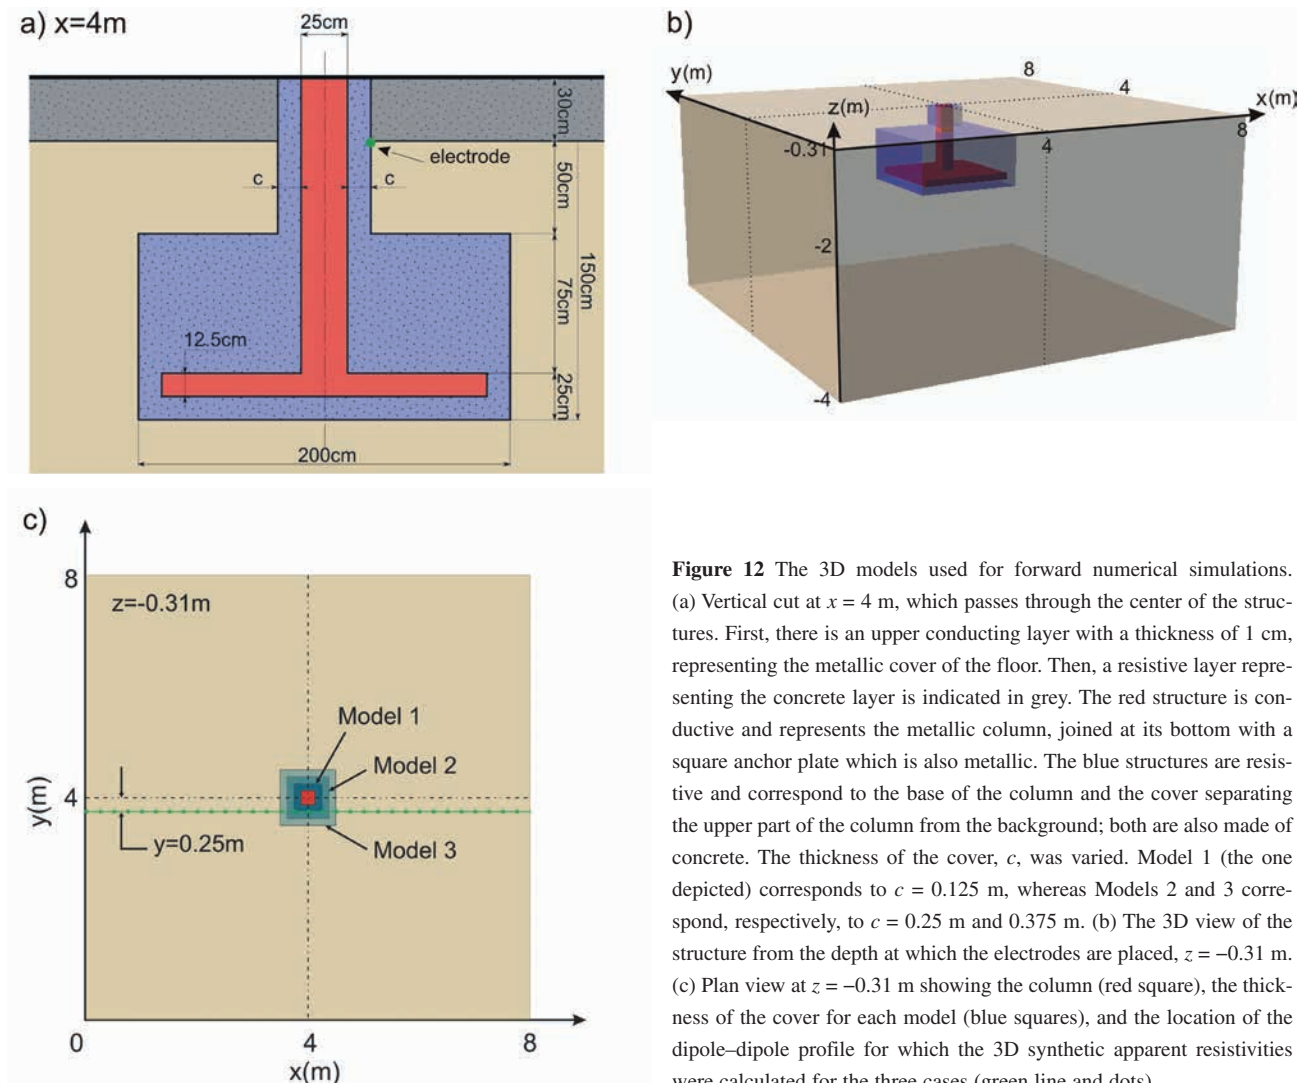 a) x=4m
25cm
30cm
electrode
c
c
50cm
75cm
150cm
12.5cm
25cm
200cm
b)
y(m)
8
4
x(m)
z(m)
8
-0.31
4
-2
-4
c)
8
z=-0.31m
Model 1
Model 2
y(m)
4
y=0.25m
Model 3
0
4
8
x(m)
Figure 12 The 3D models used for forward numerical simulations.
(a) Vertical cut at x = 4 m, which passes through the center of the struc-
tures. First, there is an upper conducting layer with a thickness of 1 cm,
representing the metallic cover of the floor. Then, a resistive layer repre-
senting the concrete layer is indicated in grey. The red structure is con-
ductive and represents the metallic column, joined at its bottom with a
square anchor plate which is also metallic. The blue structures are resis-
tive and correspond to the base of the column and the cover separating
the upper part of the column from the background; both are also made of
concrete. The thickness of the cover, c, was varied. Model 1 (the one
depicted) corresponds to c = 0.125 m, whereas Models 2 and 3 corre-
spond, respectively, to c = 0.25 m and 0.375 m. (b) The 3D view of the
structure from the depth at which the electrodes are placed, z = −0.31 m.
(c) Plan view at z = −0.31 m showing the column (red square), the thick-
ness of the cover for each model (blue squares), and the location of the
dipole–dipole profile for which the 3D synthetic apparent resistivities
were calculated for the three cases (green line and dots).